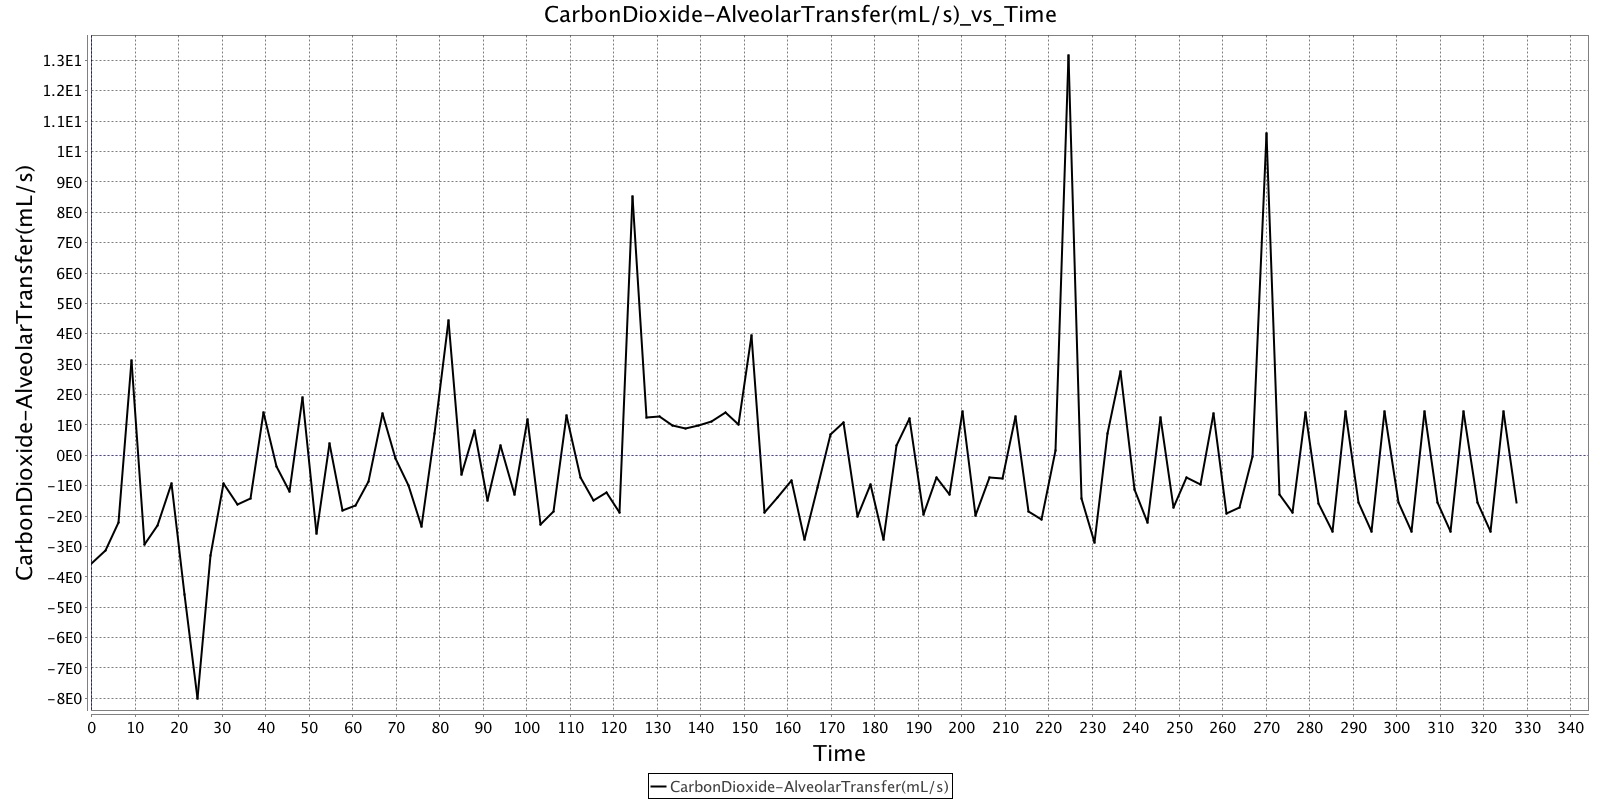 CarbonDioxide-AlveolarTransfer(mL/s)_vs_Time
CarbonDioxide-AlveolarTransfer(mL/s)
1.3E1
1.2E1
1.1E1
1E1
9E0
8E0
7E0
6E0
5E0
4E0
3E0
2E0
1E0
0E0
-1E0
-2E0
-3E0
-4E0
-5E0
-6E0
-7E0
-8E0
0 10 20 30 40 50 60 70 80 90 100 110 120 130 140 150 160 170 180 190 200 210 220 230 240 250 260 270 280 290 300 310 320 330 340
Time
CarbonDioxide-AlveolarTransfer(mL/s)